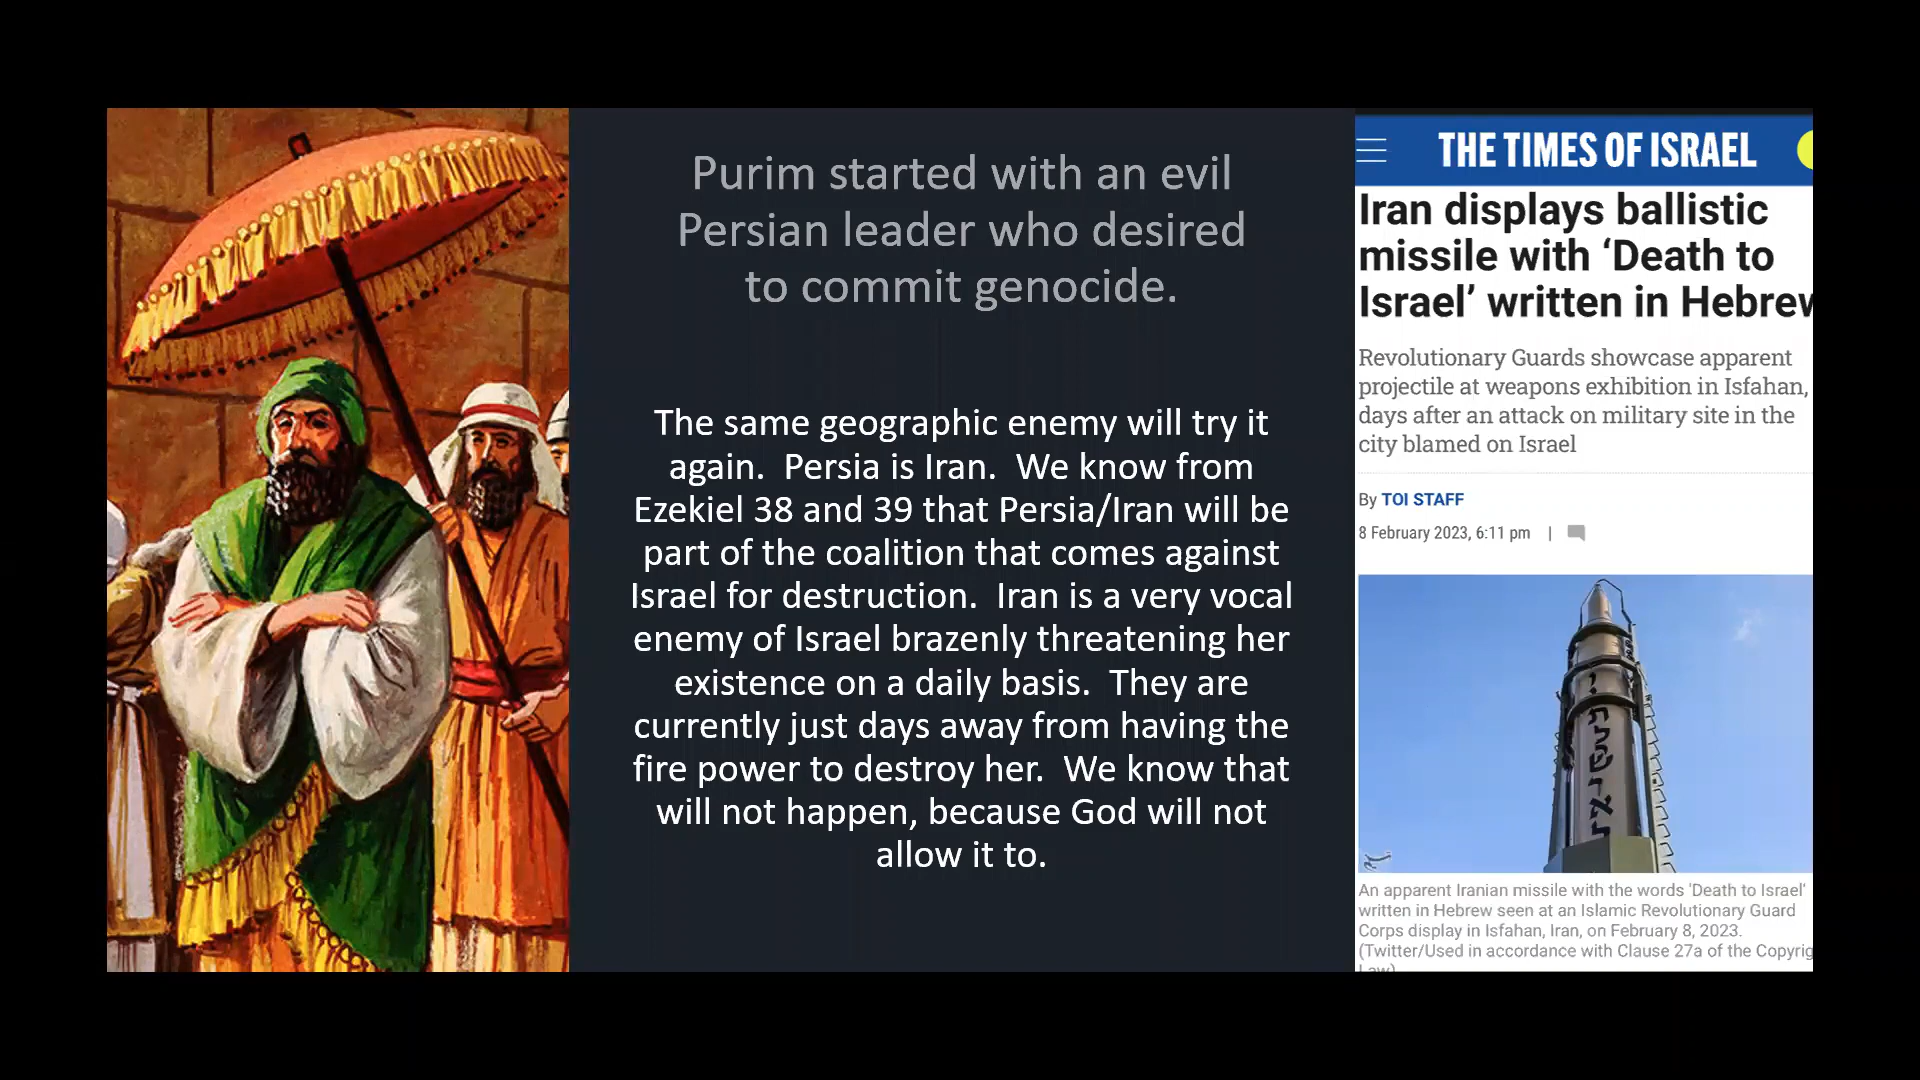 Purim started with an evil
Persian leader who desired
to commit genocide.
The same geographic enemy will try it
again.  Persia is Iran.  We know from
Ezekiel 38 and 39 that Persia/Iran will be
part of the coalition that comes against
Israel for destruction.  Iran is a very vocal
enemy of Israel brazenly threatening her
existence on a daily basis.  They are
currently just days away from having the
fire power to destroy her.  We know that
will not happen, because God will not
allow it to.
THE TIMES OF ISRAEL
Iran displays ballistic
missile with ‘Death to
Israel’ written in Hebrew
Revolutionary Guards showcase apparent
projectile at weapons exhibition in Isfahan,
days after an attack on military site in the
city blamed on Israel
By TOI STAFF
8 February 2023, 6:11 pm |
An apparent Iranian missile with the words 'Death to Israel'
written in Hebrew seen at an Islamic Revolutionary Guard
Corps display in Isfahan, Iran, on February 8, 2023.
(Twitter/Used in accordance with Clause 27a of the Copyrig
Law)